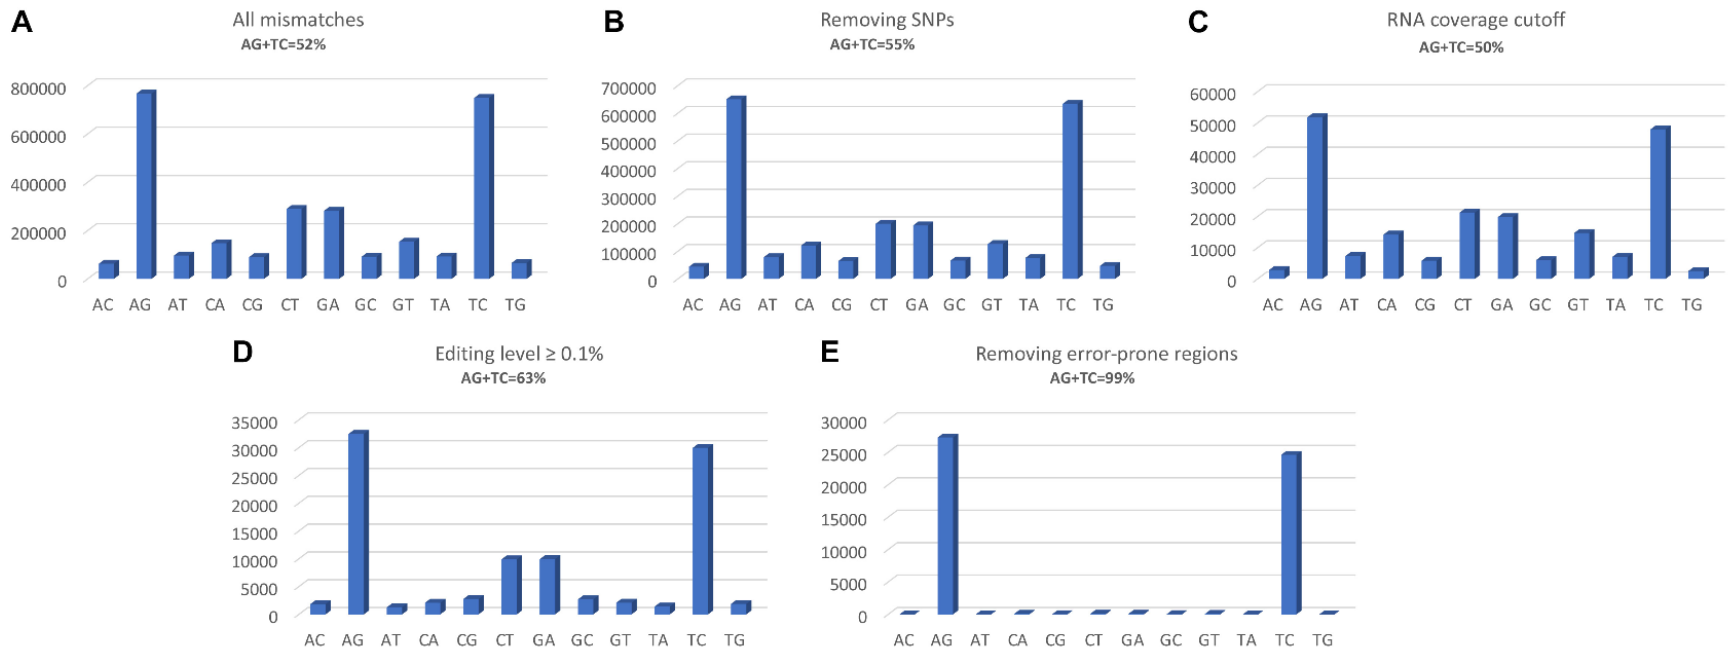 A
All mismatches
AG+TC=52%
800000
600000
400000
200000
0
AC AG AT CA CG CT GA GC GT TA TC TG
B
Removing SNPs
AG+TC=55%
700000
600000
500000
400000
300000
200000
100000
0
AC AG AT CA CG CT GA GC GT TA TC TG
C
RNA coverage cutoff
AG+TC=50%
60000
50000
40000
30000
20000
10000
0
AC AG AT CA CG CT GA GC GT TA TC TG
D
Editing level ≥ 0.1%
AG+TC=63%
35000
30000
25000
20000
15000
10000
5000
0
AC AG AT CA CG CT GA GC GT TA TC TG
E
Removing error-prone regions
AG+TC=99%
30000
25000
20000
15000
10000
5000
0
AC AG AT CA CG CT GA GC GT TA TC TG